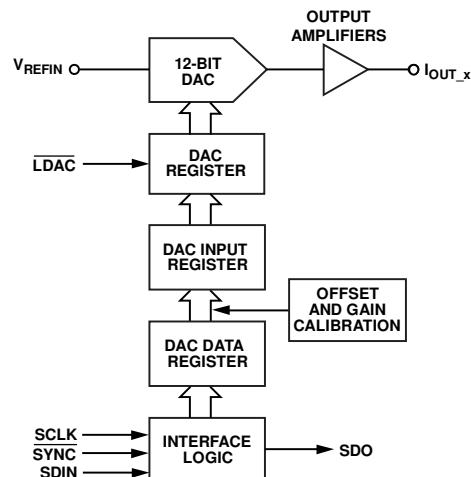 OUTPUT
AMPLIFIERS
V_REFIN
12-BIT
DAC
I_OUT_x
LDAC
DAC
REGISTER
DAC INPUT
REGISTER
OFFSET
AND GAIN
CALIBRATION
DAC DATA
REGISTER
SCLK
SYNC
SDIN
INTERFACE
LOGIC
SDO